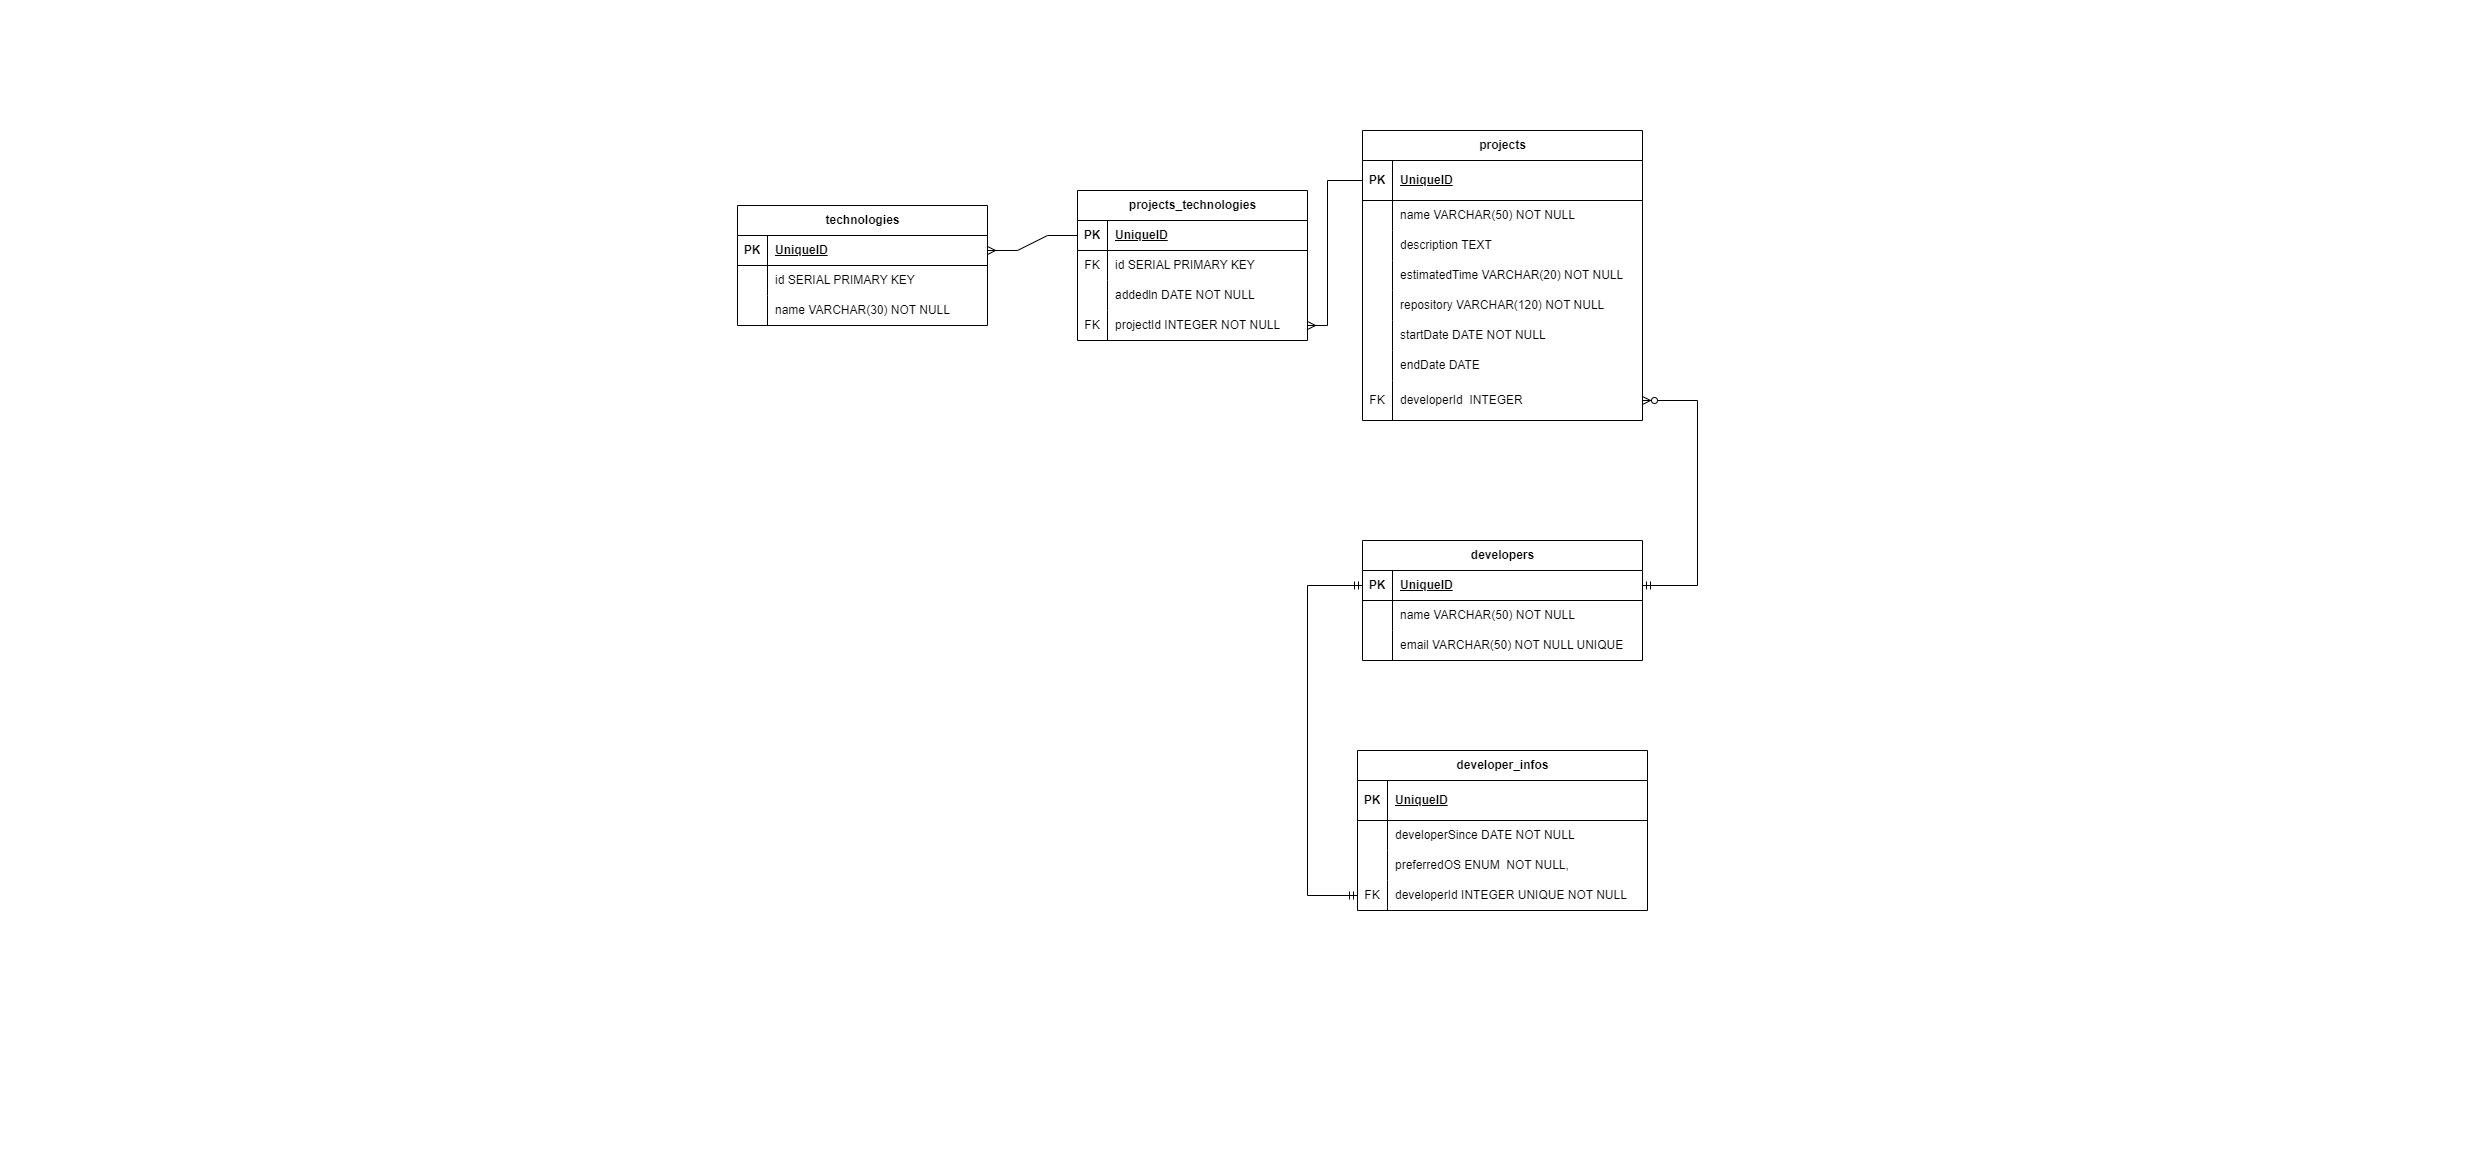 technologies
PK UniqueID
id SERIAL PRIMARY KEY
name VARCHAR(30) NOT NULL
projects_technologies
PK UniqueID
FK id SERIAL PRIMARY KEY
addedIn DATE NOT NULL
FK projectId INTEGER NOT NULL
projects
PK UniqueID
name VARCHAR(50) NOT NULL
description TEXT
estimatedTime VARCHAR(20) NOT NULL
repository VARCHAR(120) NOT NULL
startDate DATE NOT NULL
endDate DATE
FK developerId  INTEGER
developers
PK UniqueID
name VARCHAR(50) NOT NULL
email VARCHAR(50) NOT NULL UNIQUE
developer_infos
PK UniqueID
developerSince DATE NOT NULL
preferredOS ENUM  NOT NULL,
FK developerId INTEGER UNIQUE NOT NULL